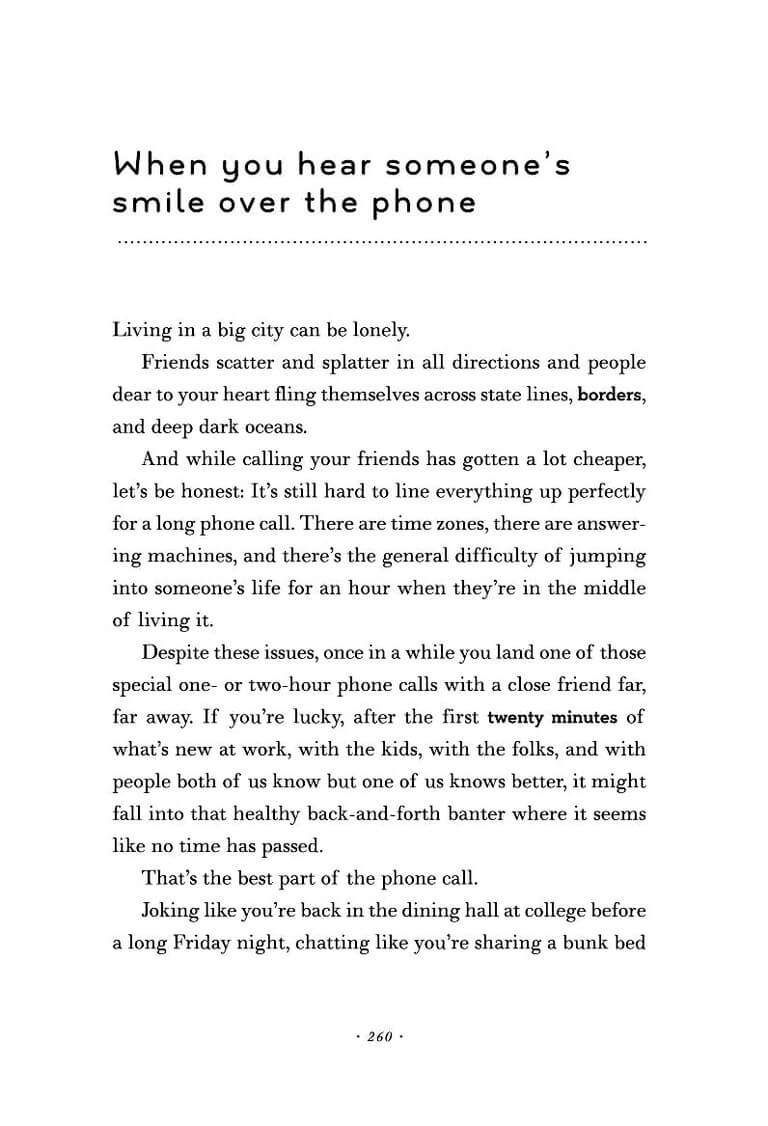 When you hear someone's
smile over the phone
Living in a big city can be lonely.
Friends scatter and splatter in all directions and people
dear to your heart fling themselves across state lines, borders,
and deep dark oceans.
And while calling your friends has gotten a lot cheaper,
let's be honest: It's still hard to line everything up perfectly
for a long phone call. There are time zones, there are answer-
ing machines, and there's the general difficulty of jumping
into someone's life for an hour when they're in the middle
of living it.
Despite these issues, once in a while you land one of those
special one- or two-hour phone calls with a close friend far,
far away. If you're lucky, after the first twenty minutes of
what's new at work, with the kids, with the folks, and with
people both of us know but one of us knows better, it might
fall into that healthy back-and-forth banter where it seems
like no time has passed.
That's the best part of the phone call.
Joking like you're back in the dining hall at college before
a long Friday night, chatting like you're sharing a bunk bed
· 260 ·